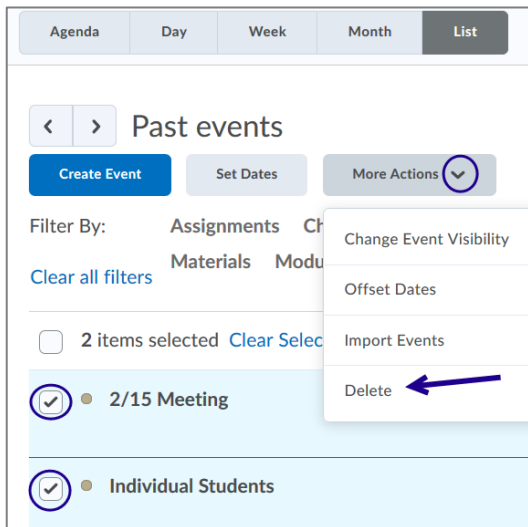 Agenda Day Week Month List
Past events
Create Event Set Dates More Actions
Filter By: Assignments
Clear all filters Materials
Change Event Visibility
Offset Dates
2 items selected Clear Import Events
Delete
2/15 Meeting
Individual Students